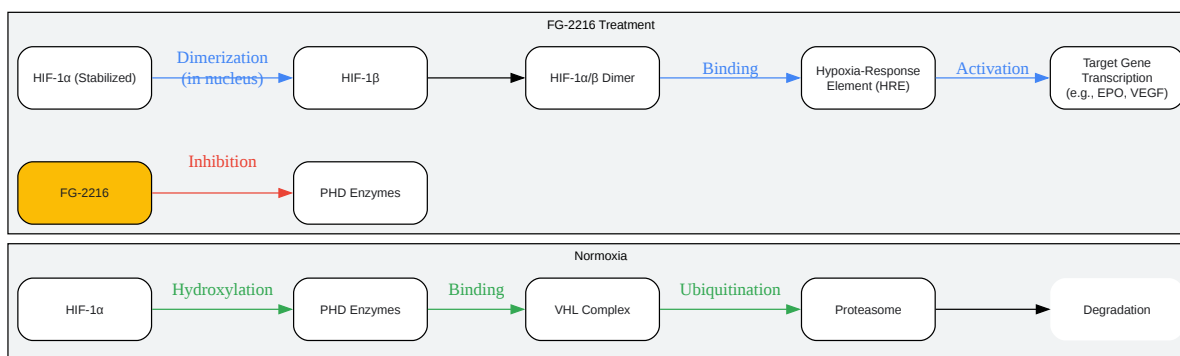 FG-2216 Treatment
HIF-1α (Stabilized)
Dimerization
(in nucleus)
HIF-1β
HIF-1α/β Dimer
Binding
Hypoxia-Response
Element (HRE)
Activation
Target Gene
Transcription
(e.g., EPO, VEGF)
FG-2216
Inhibition
PHD Enzymes
Normoxia
HIF-1α
Hydroxylation
PHD Enzymes
Binding
VHL Complex
Ubiquitination
Proteasome
Degradation